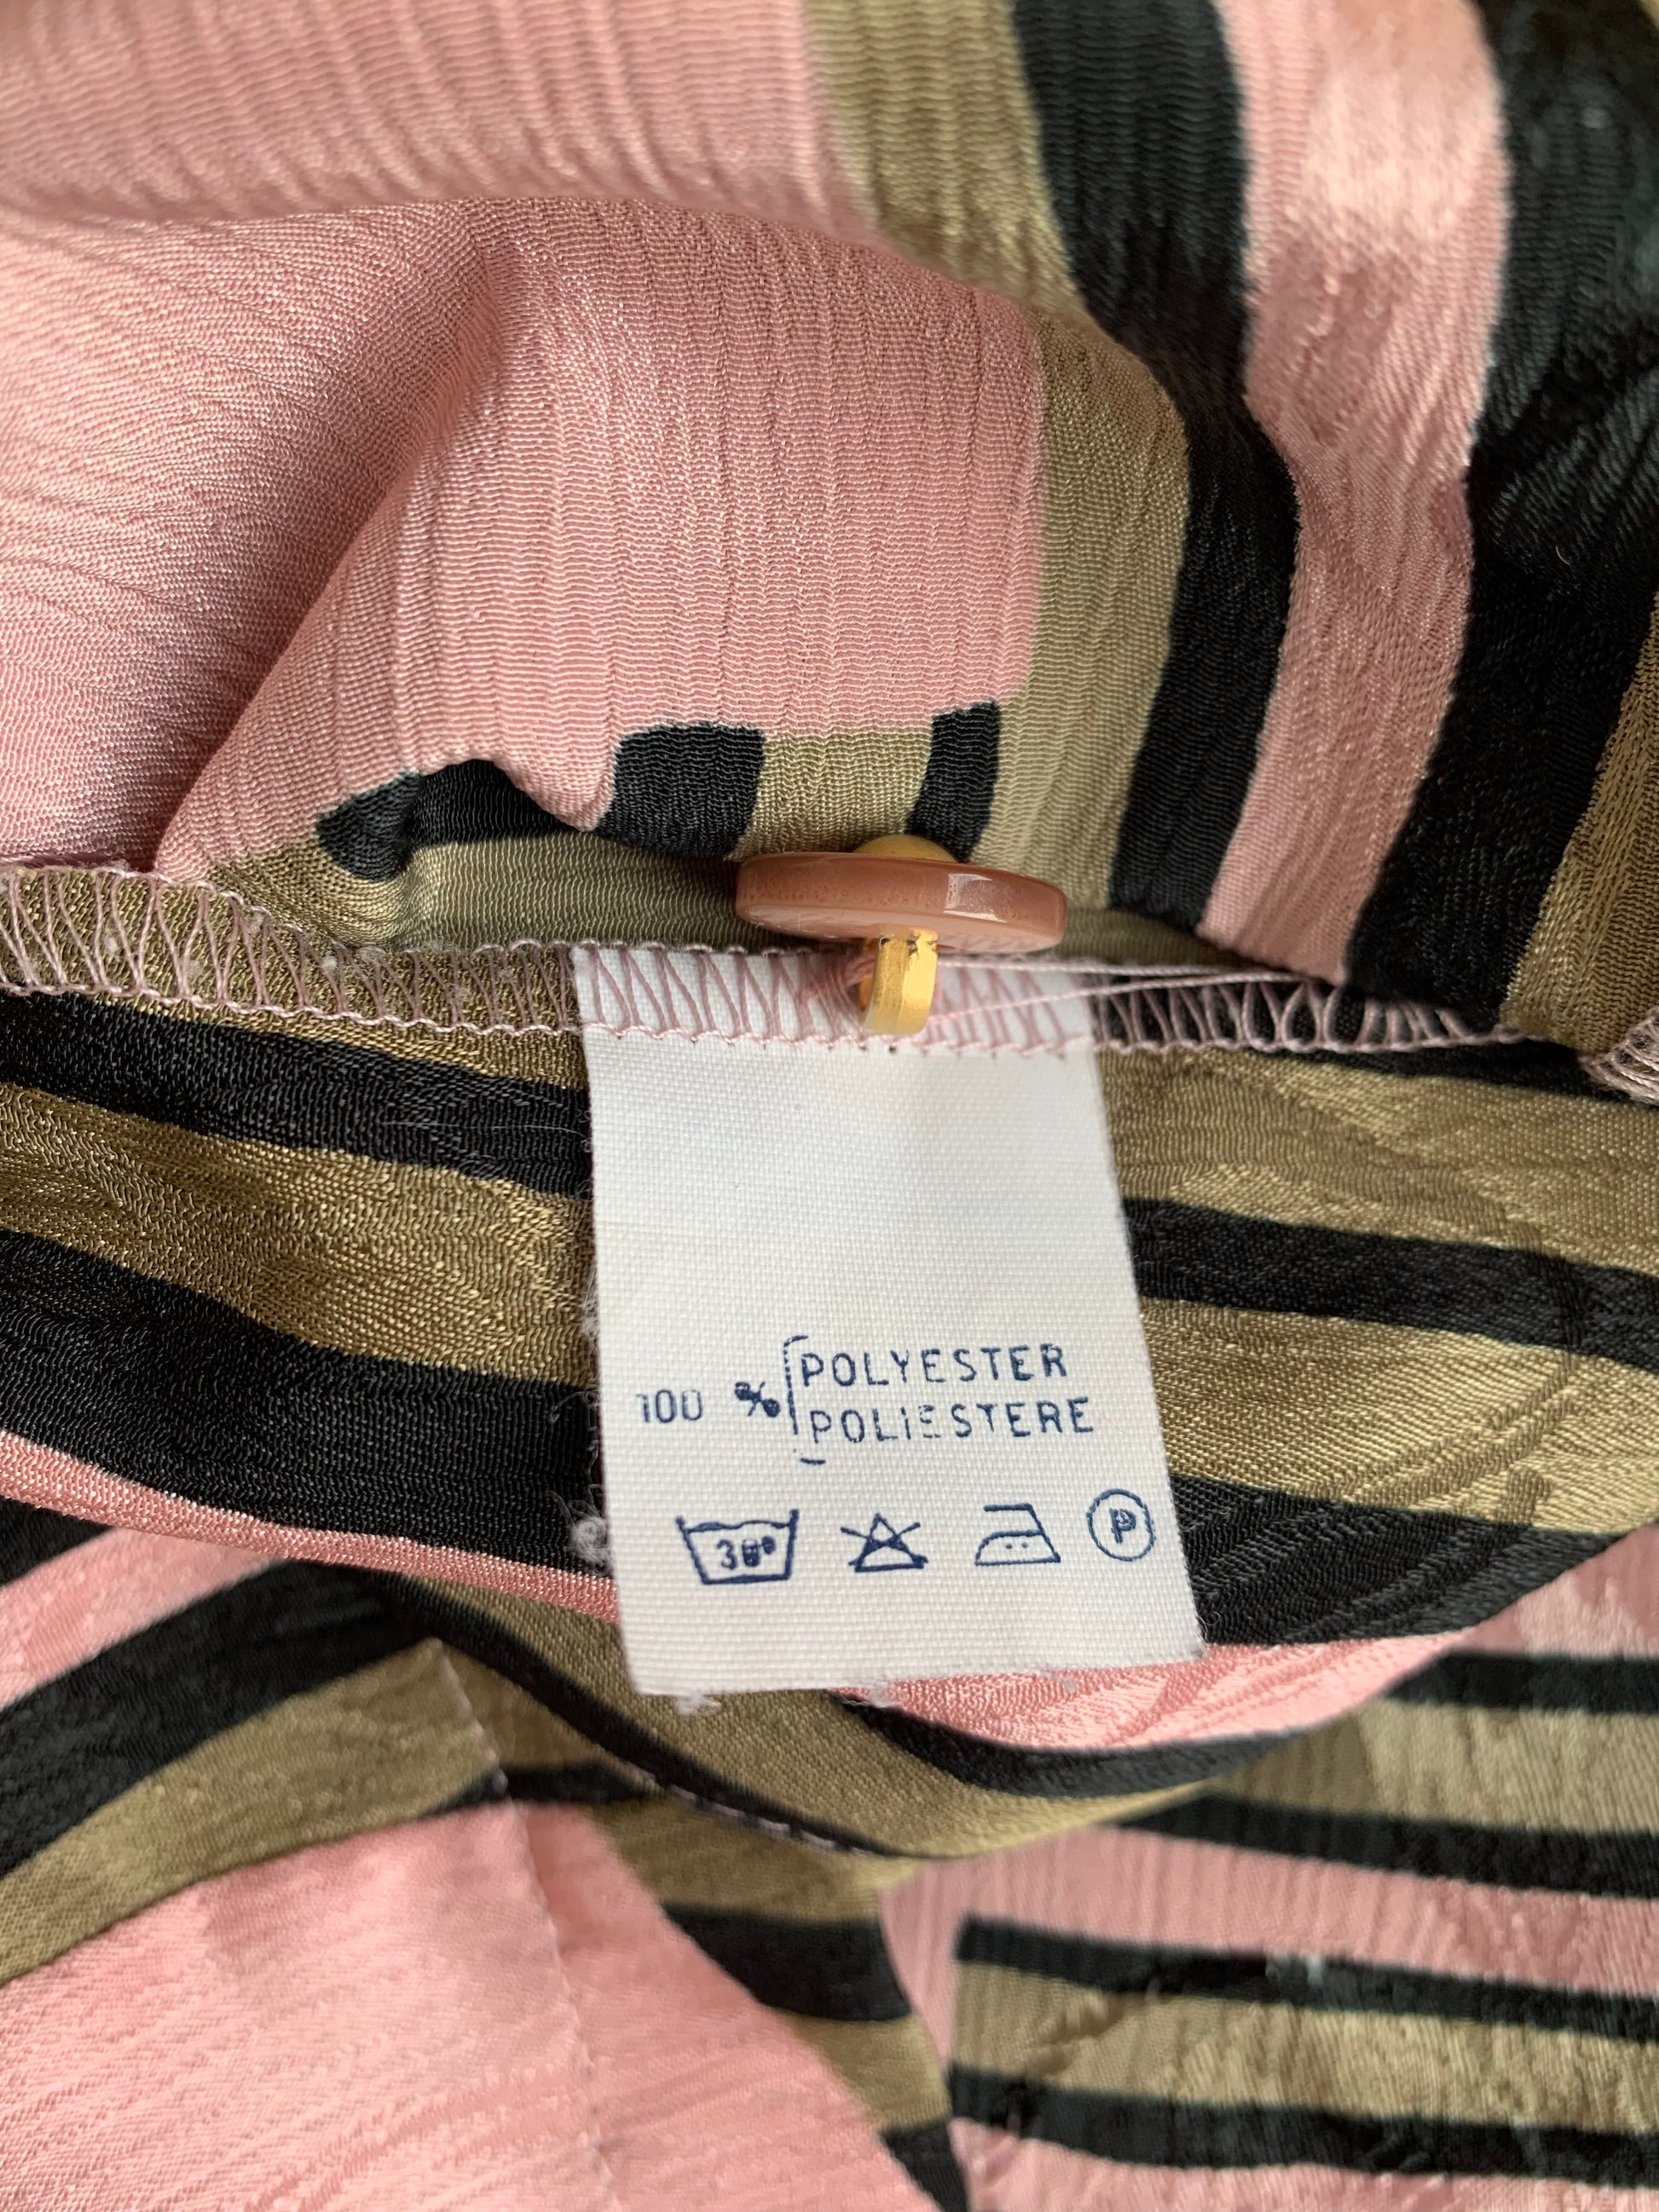 POLYESTER
100 %
POLIESTERE
30° P